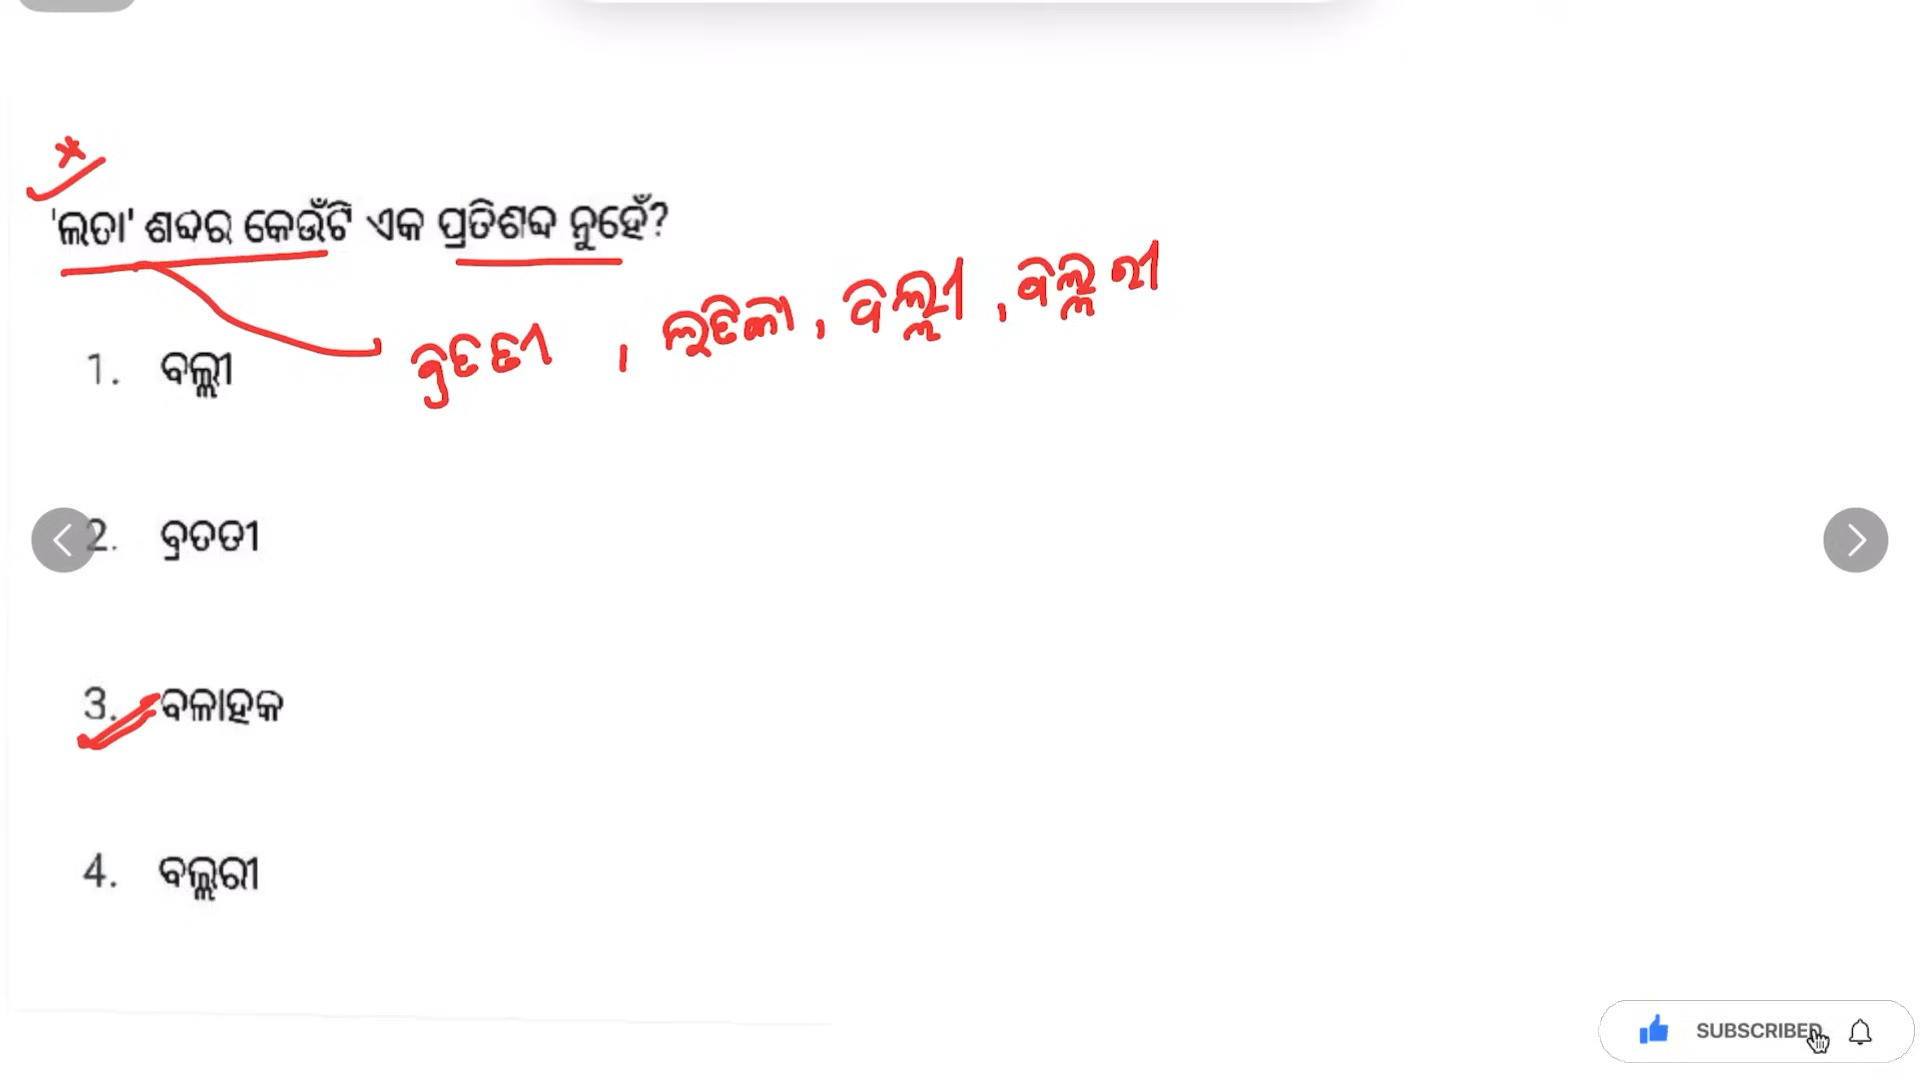 'ଲତା' ଶବ୍ଦର କେଉଁଟି ଏକ ପ୍ରତିଶବ୍ଦ ନୁହେଁ?
ବ୍ରତତୀ , ଲତିକା , ବଲ୍ଲୀ , ବଲ୍ଲରୀ
1. ବଲ୍ଲୀ
2. ବ୍ରତତୀ
3. ବଳାହକ
4. ବଲ୍ଲରୀ
SUBSCRIBED